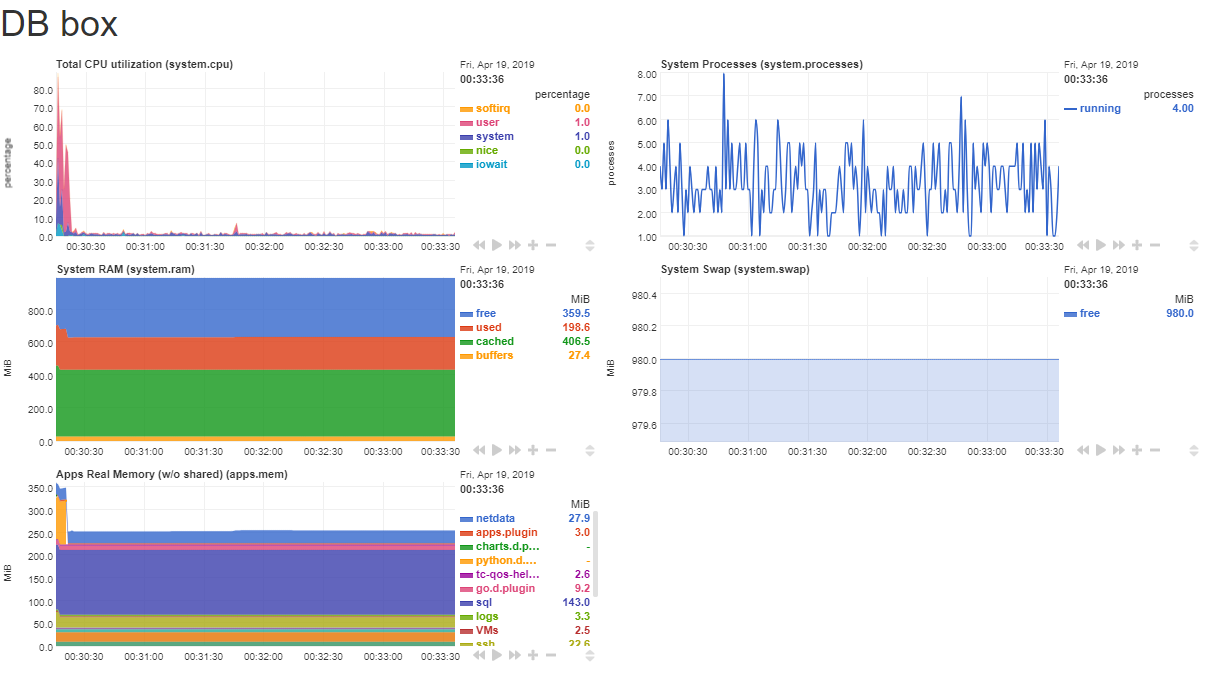 DB box
Total CPU utilization (system.cpu)
Fri, Apr 19, 2019
00:33:36
percentage
softirq 0.0
user 1.0
system 1.0
nice 0.0
iowait 0.0
percentage
80.0
70.0
60.0
50.0
40.0
30.0
20.0
10.0
0.0
00:30:30 00:31:00 00:31:30 00:32:00 00:32:30 00:33:00 00:33:30
System Processes (system.processes)
Fri, Apr 19, 2019
00:33:36
processes
running 4.00
processes
8.00
7.00
6.00
5.00
4.00
3.00
2.00
1.00
00:30:30 00:31:00 00:31:30 00:32:00 00:32:30 00:33:00 00:33:30
System RAM (system.ram)
Fri, Apr 19, 2019
00:33:36
MiB
free 359.5
used 198.6
cached 406.5
buffers 27.4
MiB
800.0
600.0
400.0
200.0
0.0
00:30:30 00:31:00 00:31:30 00:32:00 00:32:30 00:33:00 00:33:30
System Swap (system.swap)
Fri, Apr 19, 2019
00:33:36
MiB
free 980.0
MiB
980.4
980.2
980.0
979.8
979.6
00:30:30 00:31:00 00:31:30 00:32:00 00:32:30 00:33:00 00:33:30
Apps Real Memory (w/o shared) (apps.mem)
Fri, Apr 19, 2019
00:33:36
MiB
netdata 27.9
apps.plugin 3.0
charts.d.p... -
python.d.... -
tc-qos-hel... 2.6
go.d.plugin 9.2
sql 143.0
logs 3.3
VMs 2.5
ssh 22.6
MiB
350.0
300.0
250.0
200.0
150.0
100.0
50.0
0.0
00:30:30 00:31:00 00:31:30 00:32:00 00:32:30 00:33:00 00:33:30